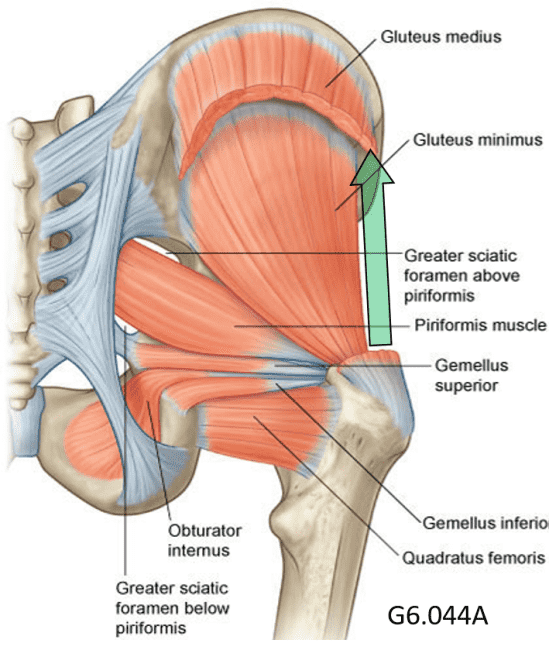 Gluteus medius
Gluteus minimus
Greater sciatic
foramen above
piriformis
Piriformis muscle
Gemellus
superior
Gemellus inferio
Quadratus femoris
Obturator
internus
Greater sciatic
foramen below
piriformis
G6.044A